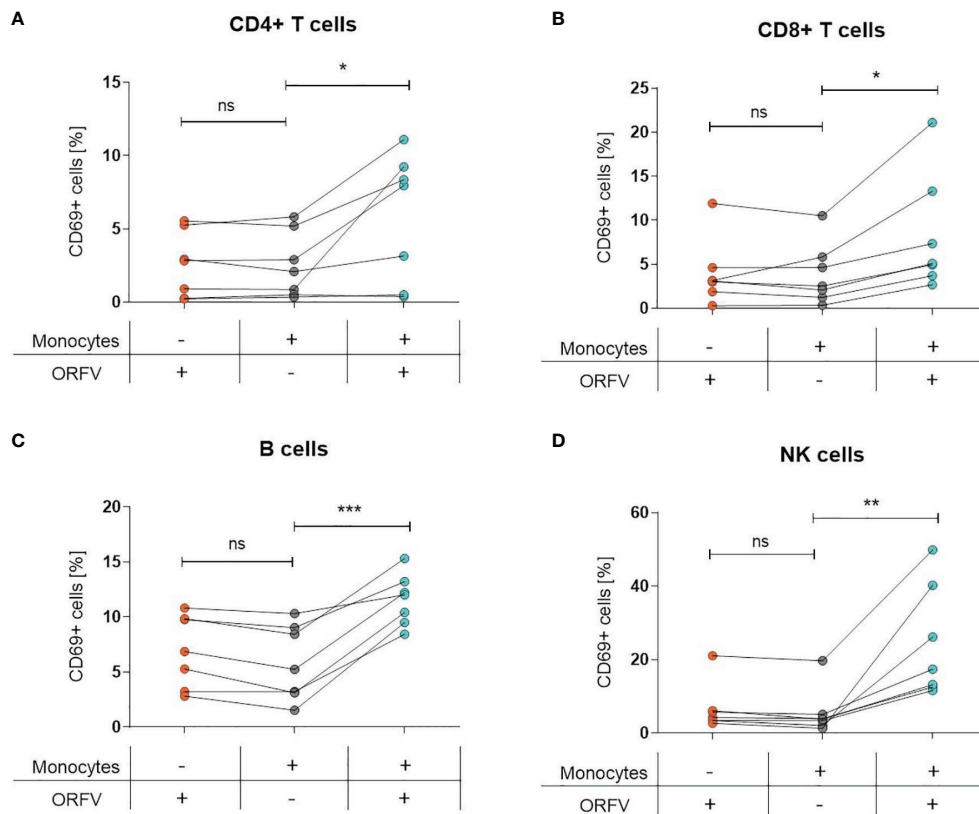 A
CD4+ T cells
15
10
5
0
CD69+ cells [%]
ns
*
Monocytes - + +
ORFV + - +
B
CD8+ T cells
25
20
15
10
5
0
CD69+ cells [%]
ns
*
Monocytes - + +
ORFV + - +
C
B cells
20
15
10
5
0
CD69+ cells [%]
ns
***
Monocytes - + +
ORFV + - +
D
NK cells
60
40
20
0
CD69+ cells [%]
ns
**
Monocytes - + +
ORFV + - +